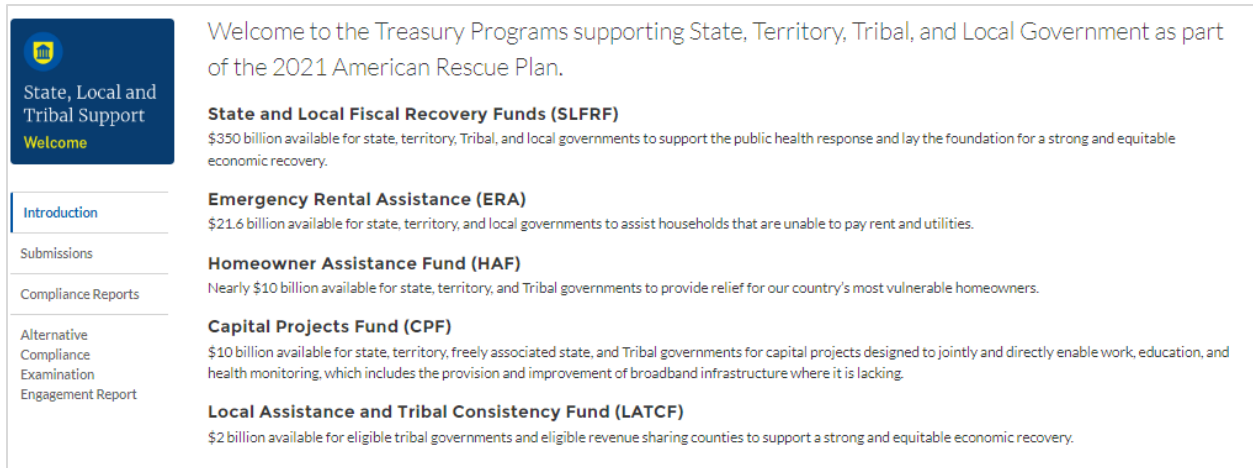 State, Local and
Tribal Support
Welcome
Introduction
Submissions
Compliance Reports
Alternative
Compliance
Examination
Engagement Report
Welcome to the Treasury Programs supporting State, Territory, Tribal, and Local Government as part
of the 2021 American Rescue Plan.
State and Local Fiscal Recovery Funds (SLFRF)
$350 billion available for state, territory, Tribal, and local governments to support the public health response and lay the foundation for a strong and equitable
economic recovery.
Emergency Rental Assistance (ERA)
$21.6 billion available for state, territory, and local governments to assist households that are unable to pay rent and utilities.
Homeowner Assistance Fund (HAF)
Nearly $10 billion available for state, territory, and Tribal governments to provide relief for our country's most vulnerable homeowners.
Capital Projects Fund (CPF)
$10 billion available for state, territory, freely associated state, and Tribal governments for capital projects designed to jointly and directly enable work, education, and
health monitoring, which includes the provision and improvement of broadband infrastructure where it is lacking.
Local Assistance and Tribal Consistency Fund (LATCF)
$2 billion available for eligible tribal governments and eligible revenue sharing counties to support a strong and equitable economic recovery.